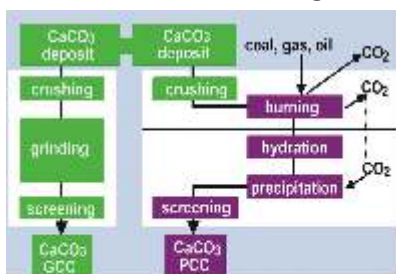 CaCO₃
deposit
CaCO₃
deposit
coal, gas, oil
CO₂
crushing
crushing
burning
CO₂
grinding
hydration
precipitation
CO₂
screening
screening
CaCO₃
GCC
CaCO₃
PCC